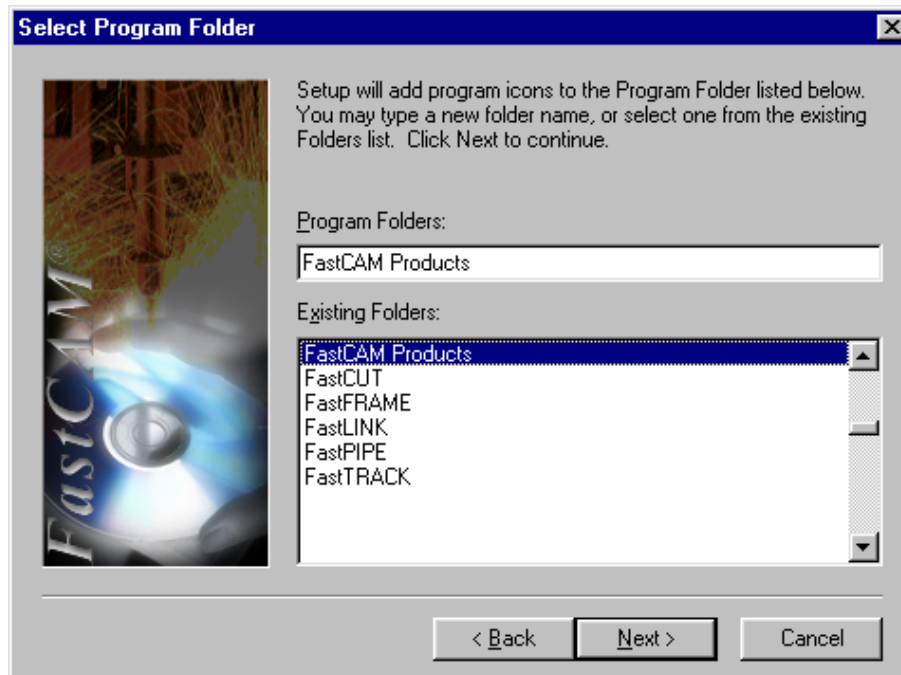 Select Program Folder
Setup will add program icons to the Program Folder listed below.
You may type a new folder name, or select one from the existing
Folders list.  Click Next to continue.
Program Folders:
FastCAM Products
Existing Folders:
FastCAM Products
FastCUT
FastFRAME
FastLINK
FastPIPE
FastTRACK
FastCAM®
< Back
Next >
Cancel